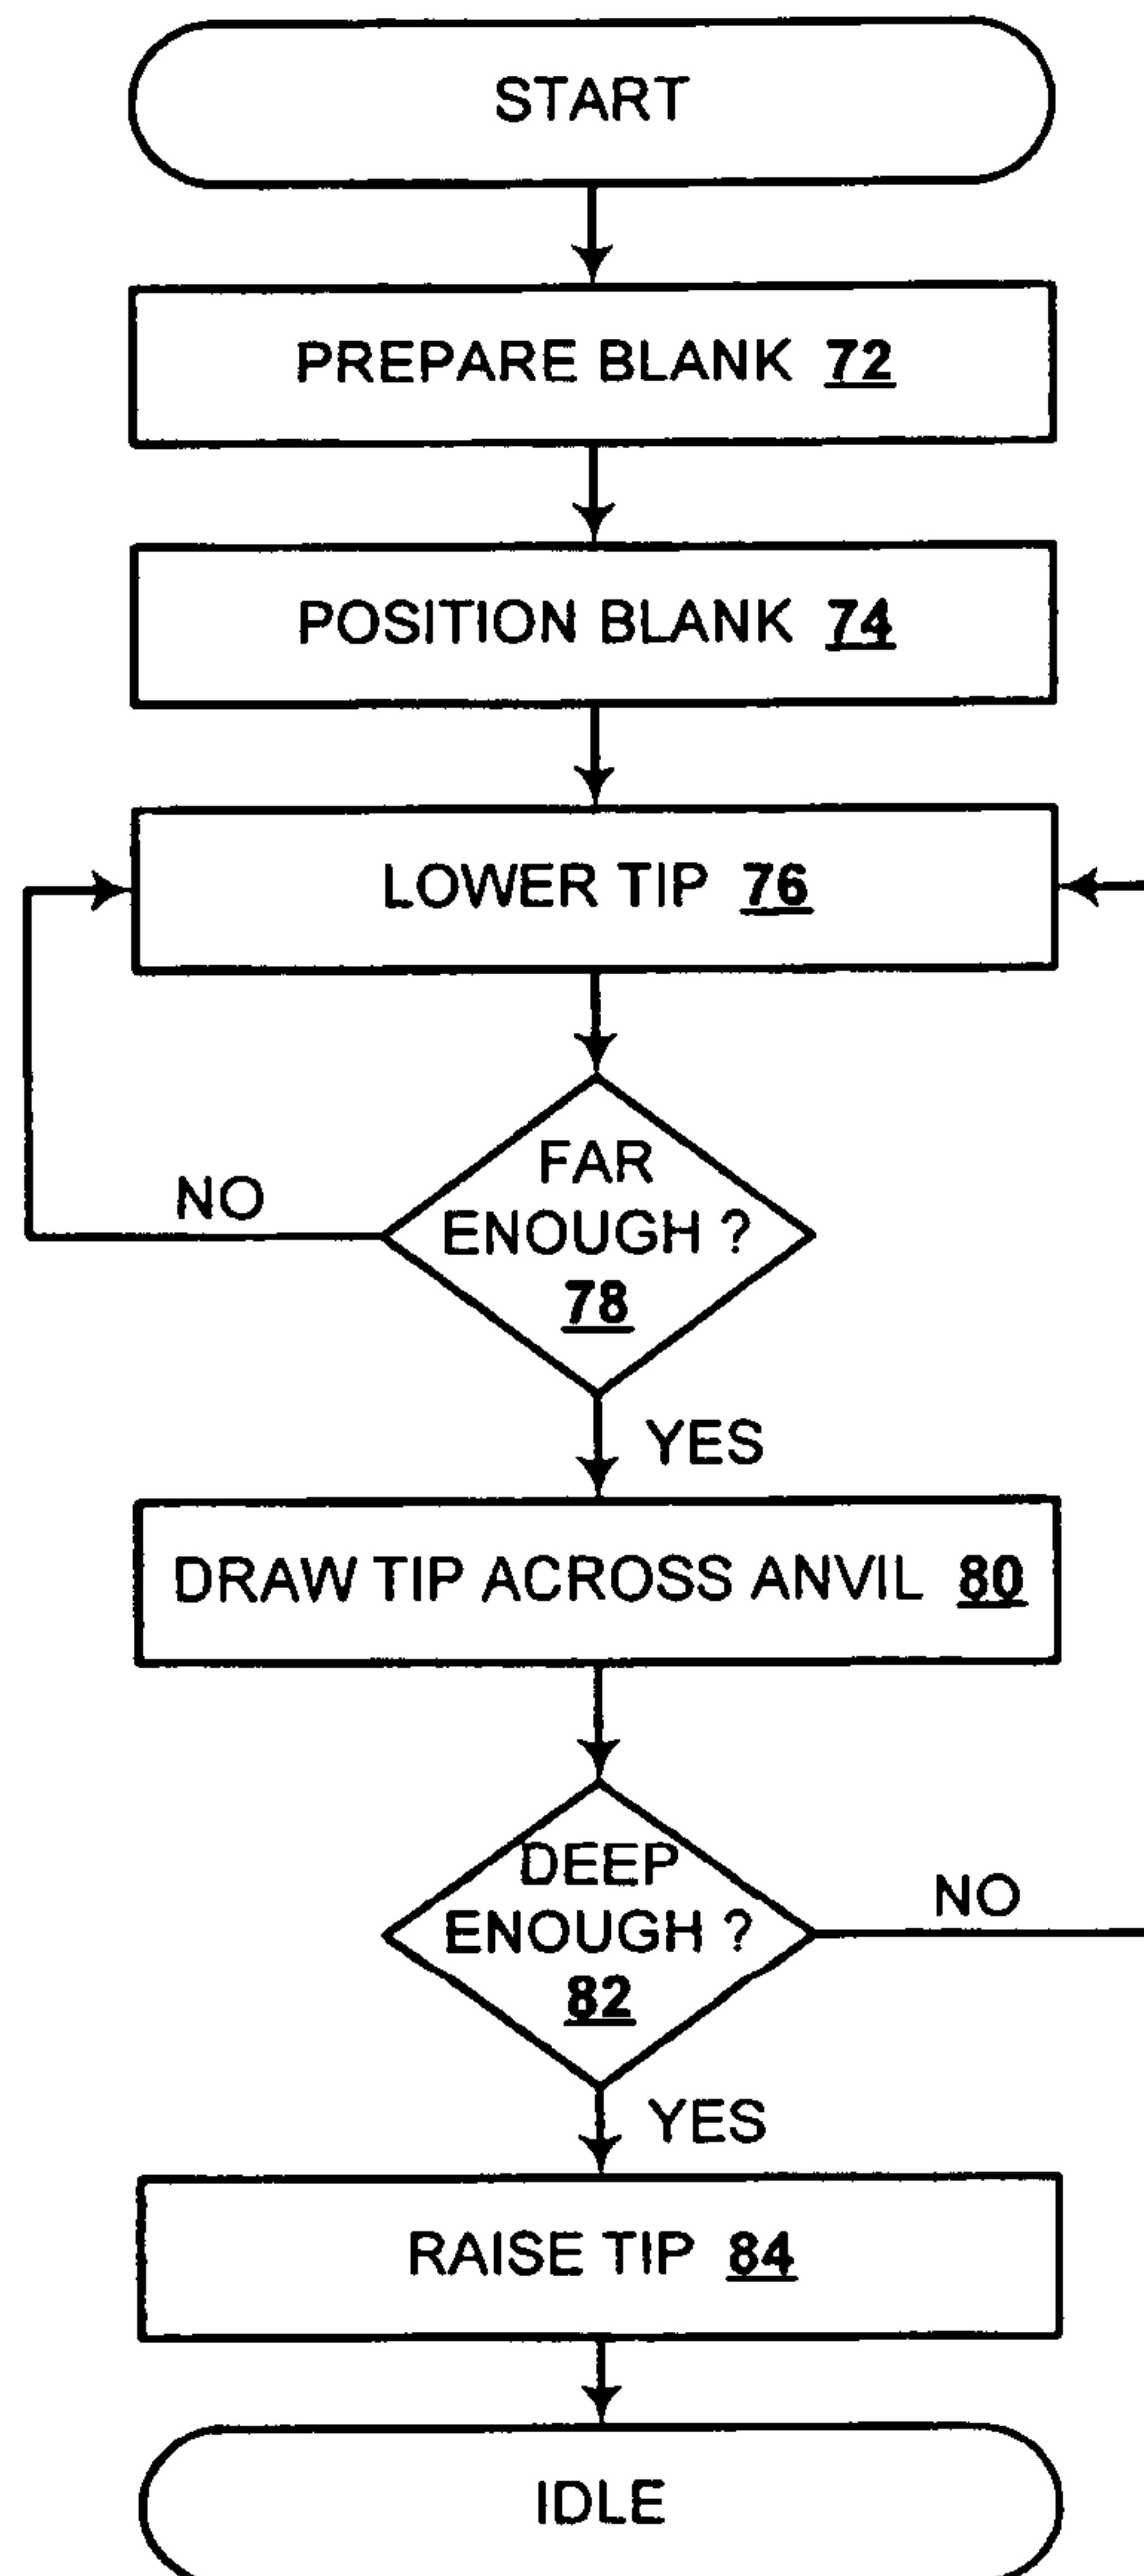 START
PREPARE BLANK 72
POSITION BLANK 74
LOWER TIP 76
FAR
ENOUGH ?
78
NO
YES
DRAW TIP ACROSS ANVIL 80
DEEP
ENOUGH ?
82
NO
YES
RAISE TIP 84
IDLE